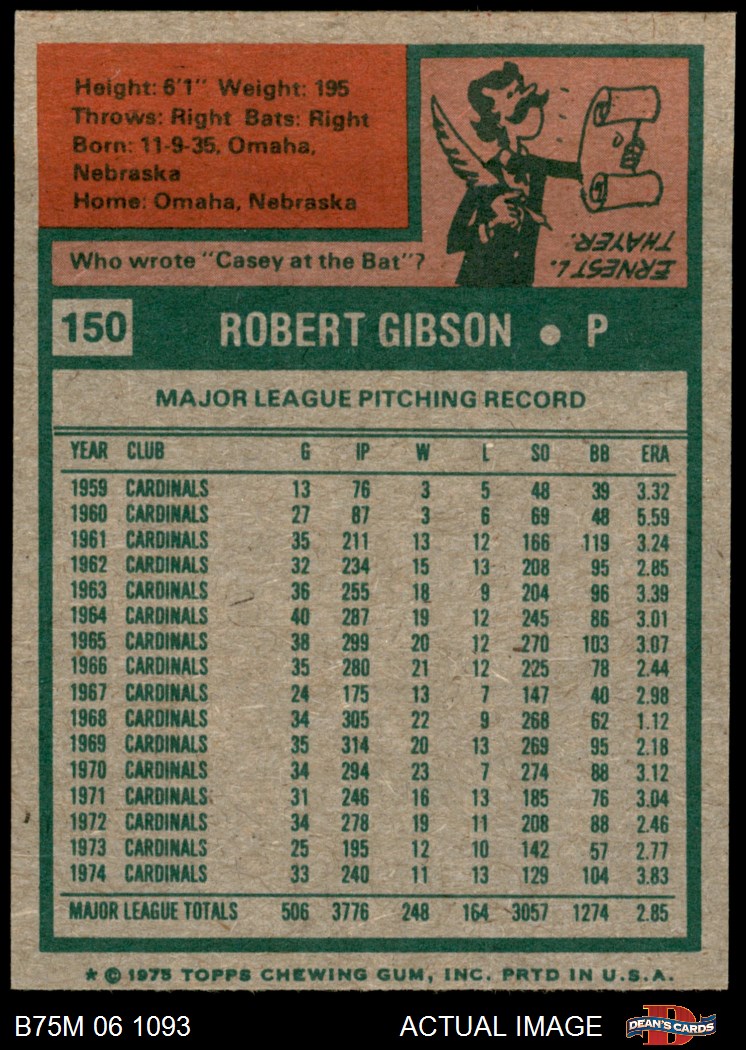 Height: 6'1" Weight: 195
Throws: Right Bats: Right
Born: 11-9-35, Omaha,
Nebraska
Home: Omaha, Nebraska
ERNEST L.
THAYER.
Who wrote "Casey at the Bat"?
150 ROBERT GIBSON • P
MAJOR LEAGUE PITCHING RECORD
YEAR CLUB G IP W L SO BB ERA
1959 CARDINALS 13 76 3 5 48 39 3.32
1960 CARDINALS 27 87 3 6 69 48 5.59
1961 CARDINALS 35 211 13 12 166 119 3.24
1962 CARDINALS 32 234 15 13 208 95 2.85
1963 CARDINALS 36 255 18 9 204 96 3.39
1964 CARDINALS 40 287 19 12 245 86 3.01
1965 CARDINALS 38 299 20 12 270 103 3.07
1966 CARDINALS 35 280 21 12 225 78 2.44
1967 CARDINALS 24 175 13 7 147 40 2.98
1968 CARDINALS 34 305 22 9 268 62 1.12
1969 CARDINALS 35 314 20 13 269 95 2.18
1970 CARDINALS 34 294 23 7 274 88 3.12
1971 CARDINALS 31 246 16 13 185 76 3.04
1972 CARDINALS 34 278 19 11 208 88 2.46
1973 CARDINALS 25 195 12 10 142 57 2.77
1974 CARDINALS 33 240 11 13 129 104 3.83
MAJOR LEAGUE TOTALS 506 3776 248 164 3057 1274 2.85
* © 1975 TOPPS CHEWING GUM, INC. PRTD IN U.S.A.
B75M 06 1093 ACTUAL IMAGE D DEAN'S CARDS